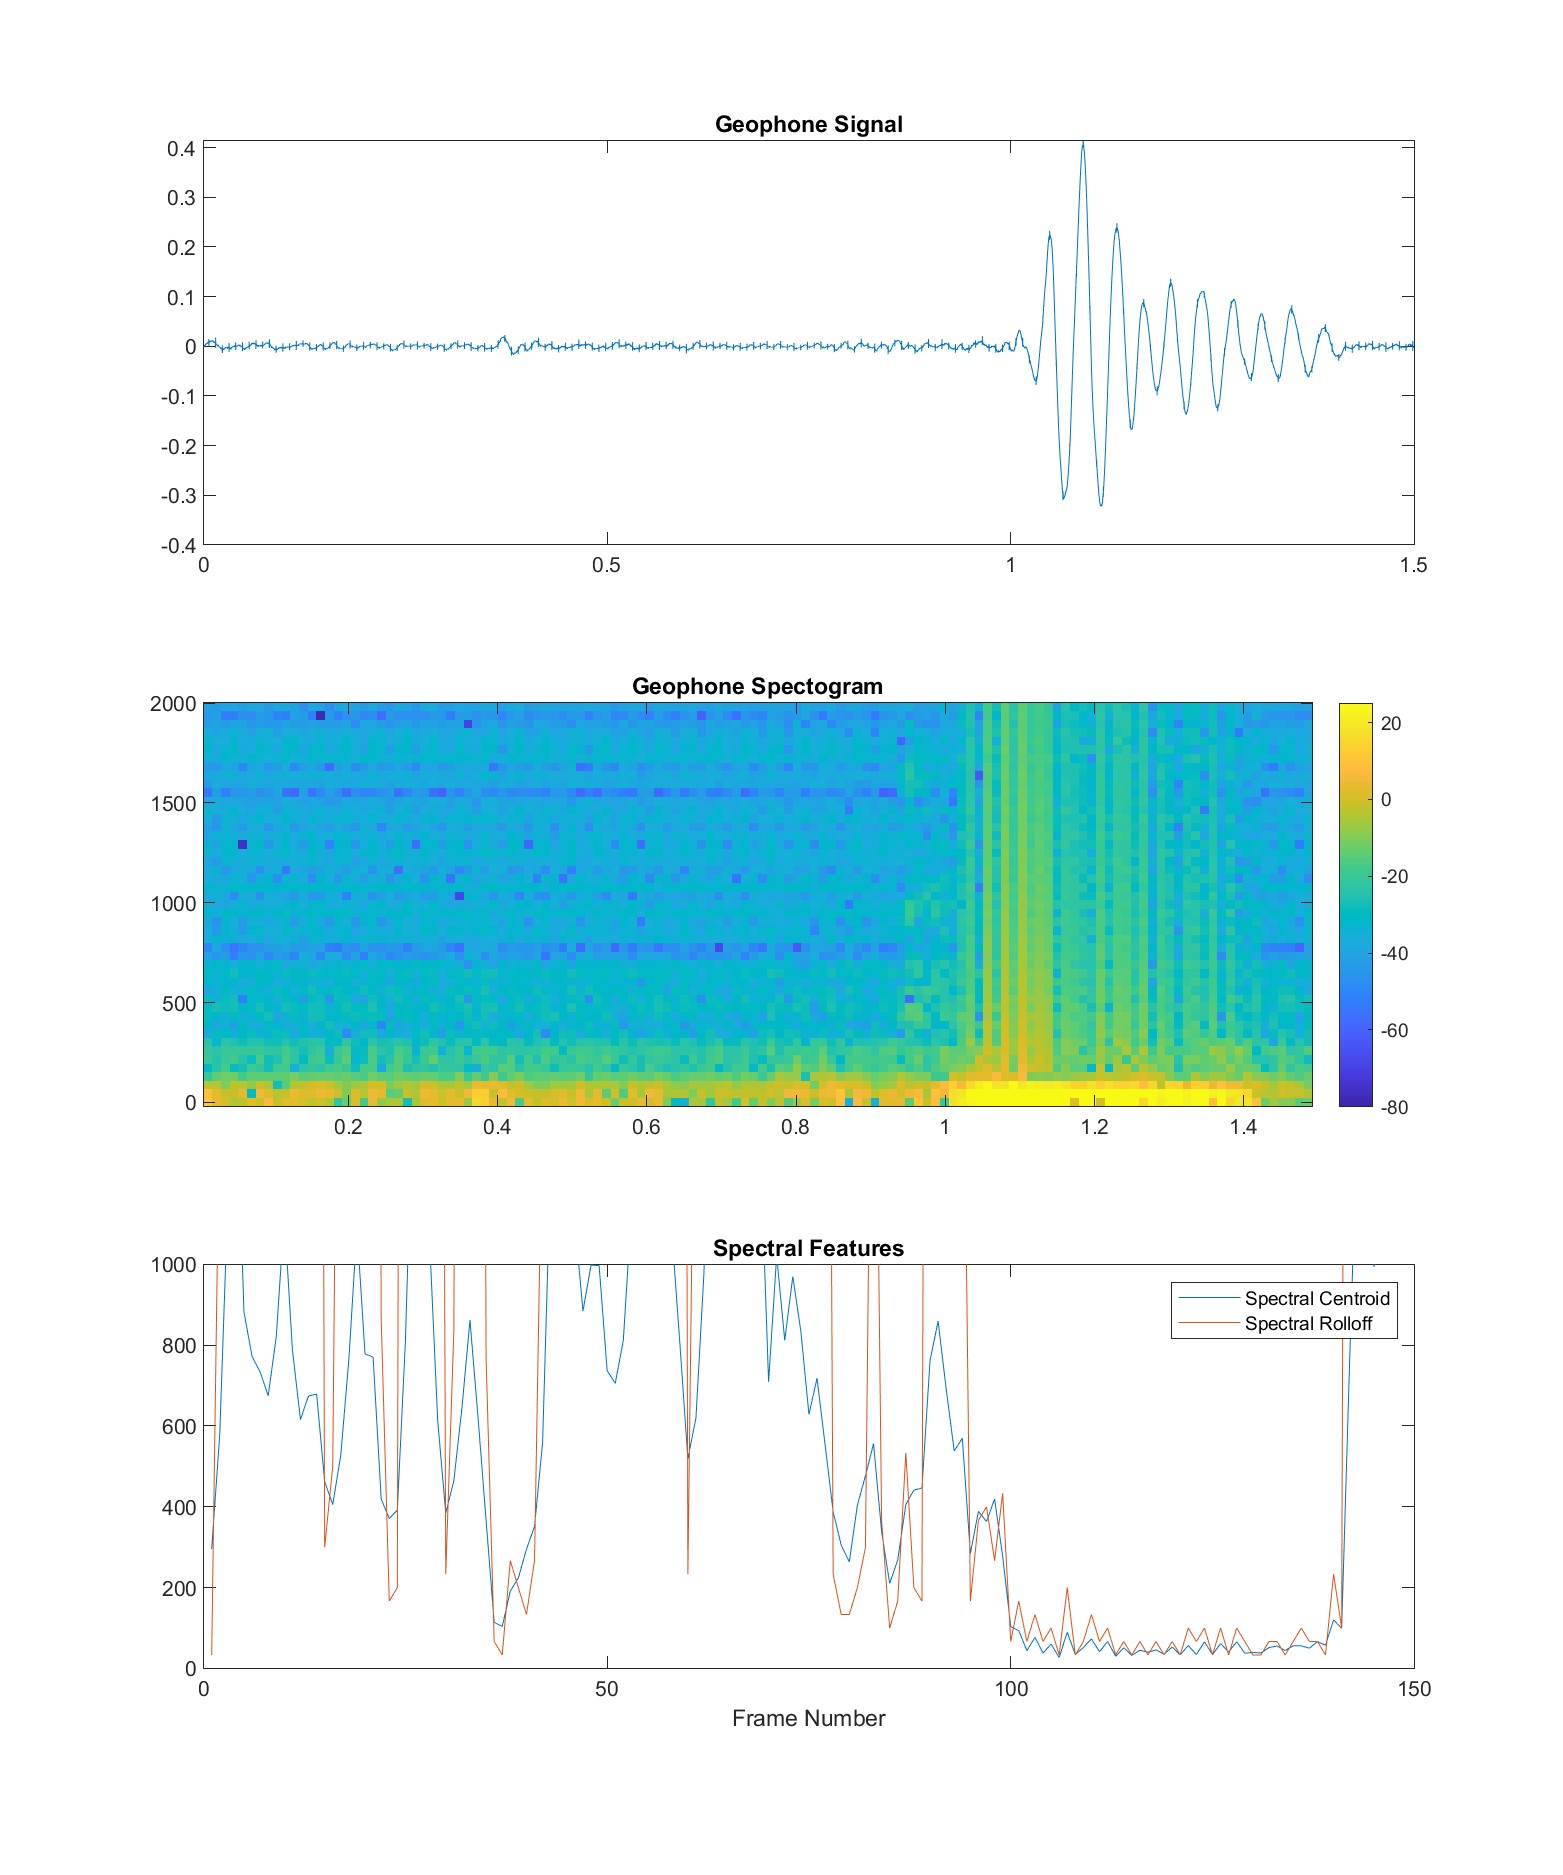 Geophone Signal
0.4
0.3
0.2
0.1
0
-0.1
-0.2
-0.3
-0.4
0 0.5 1 1.5
Geophone Spectogram
2000
1500
1000
500
0
0.2 0.4 0.6 0.8 1 1.2 1.4
20
0
-20
-40
-60
-80
Spectral Features
1000
800
600
400
200
0
Spectral Centroid
Spectral Rolloff
0 50 100 150
Frame Number